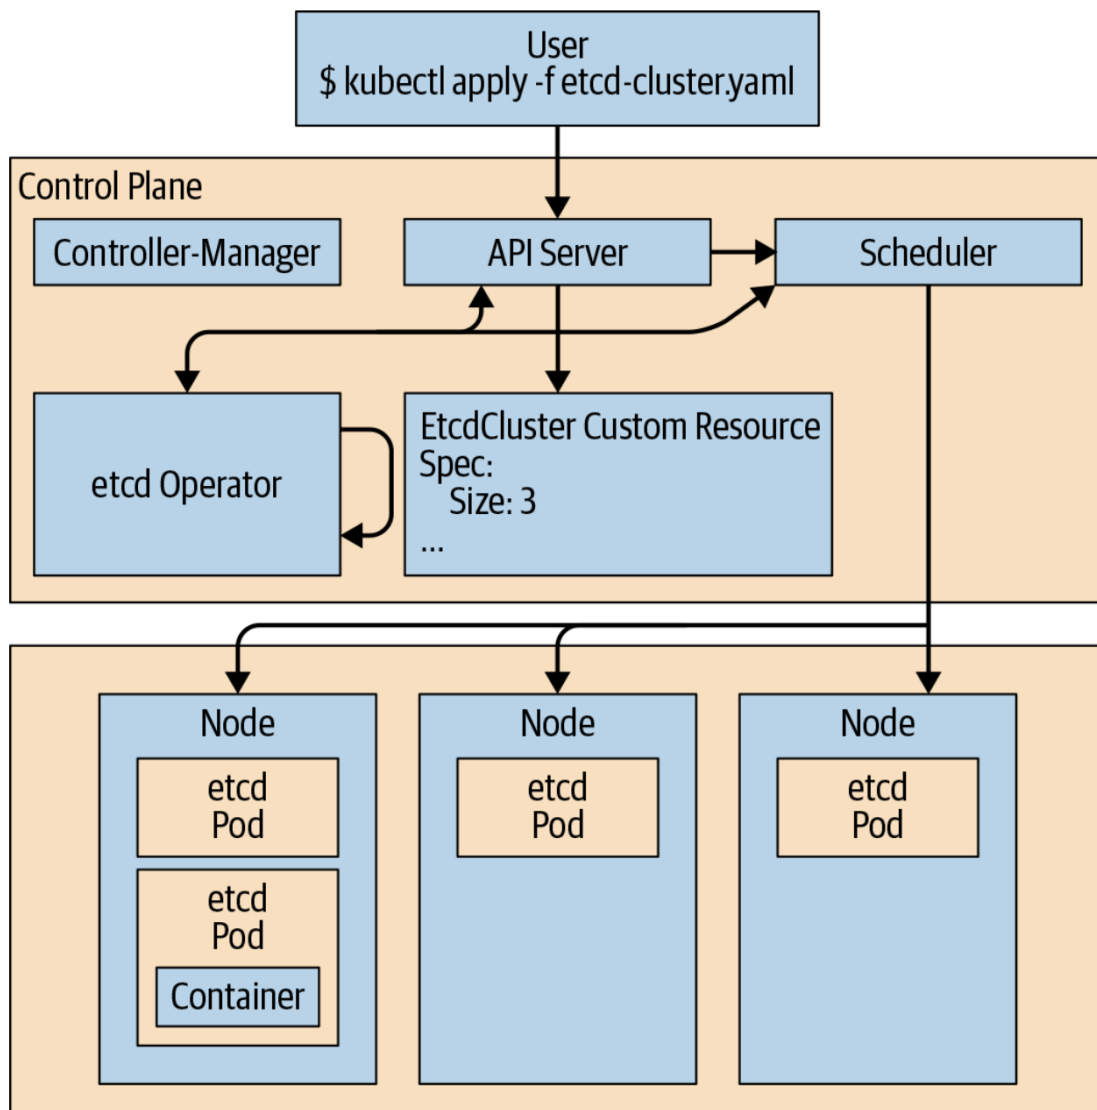 User
$ kubectl apply -f etcd-cluster.yaml
Control Plane
Controller-Manager
API Server
Scheduler
etcd Operator
EtcdCluster Custom Resource
Spec:
Size: 3
...
Node
etcd
Pod
etcd
Pod
Container
Node
etcd
Pod
Node
etcd
Pod